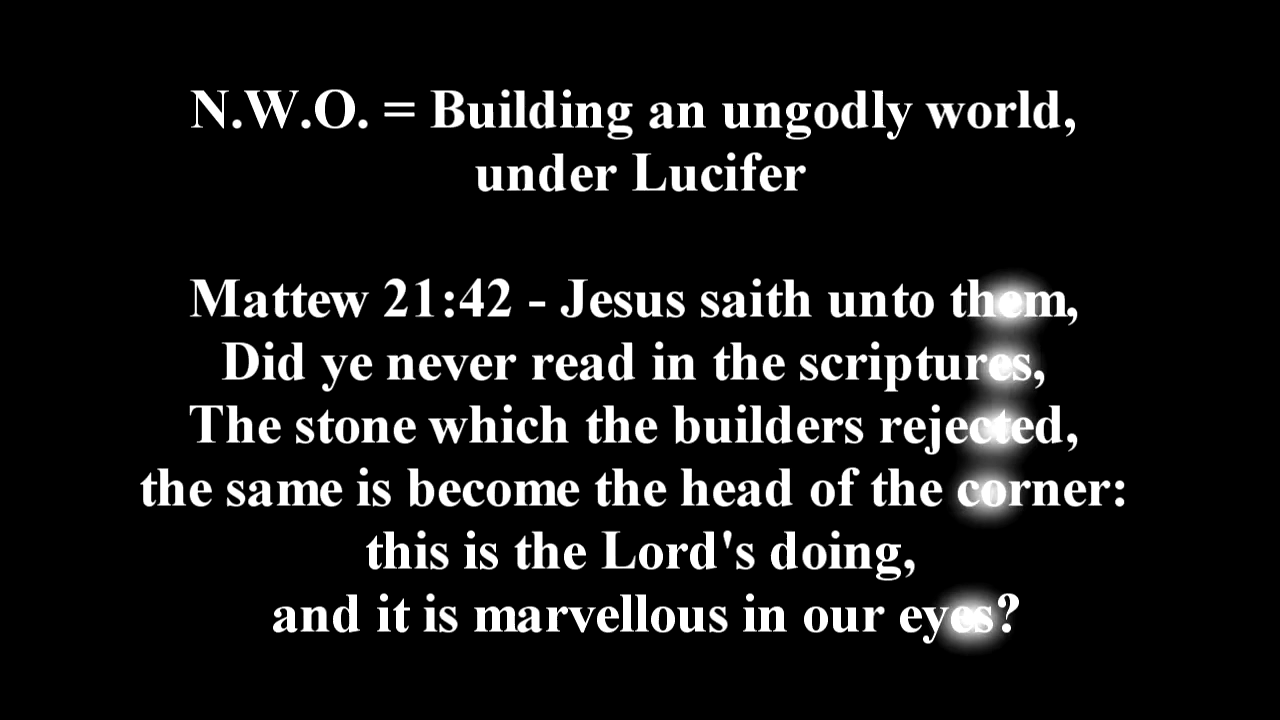 N.W.O. = Building an ungodly world,
under Lucifer
Mattew 21:42 - Jesus saith unto them,
Did ye never read in the scriptures,
The stone which the builders rejected,
the same is become the head of the corner:
this is the Lord's doing,
and it is marvellous in our eyes?